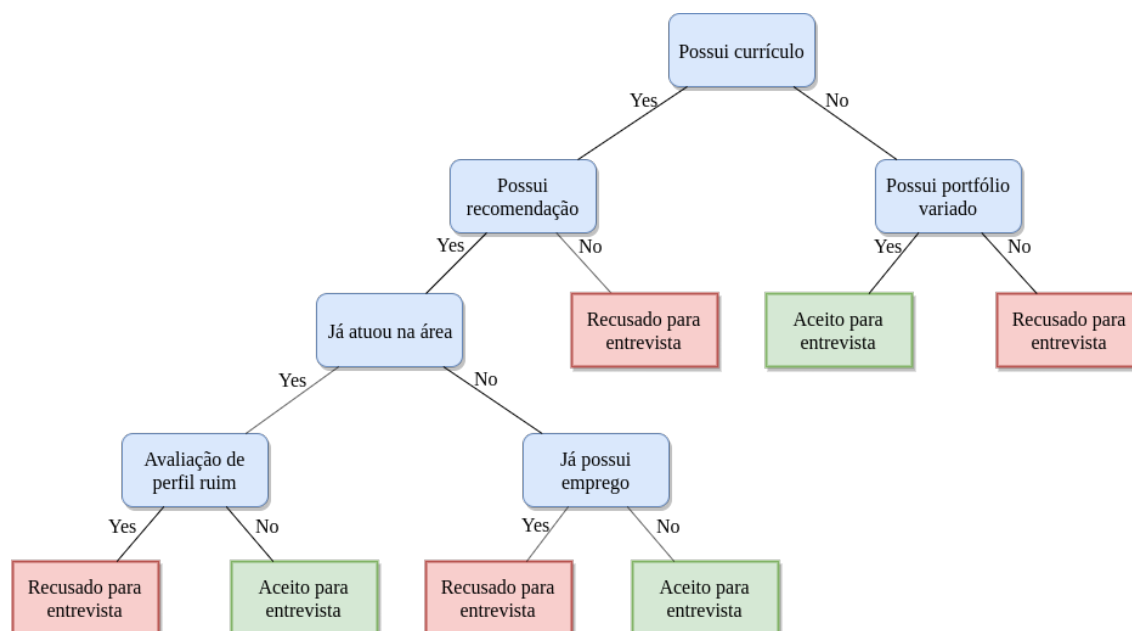 Possui currículo
Yes
No
Possui
recomendação
Possui portfólio
variado
Yes
No
Yes
No
Já atuou na área
Recusado para
entrevista
Aceito para
entrevista
Recusado para
entrevista
Yes
No
Avaliação de
perfil ruim
Já possui
emprego
Yes
No
Yes
No
Recusado para
entrevista
Aceito para
entrevista
Recusado para
entrevista
Aceito para
entrevista